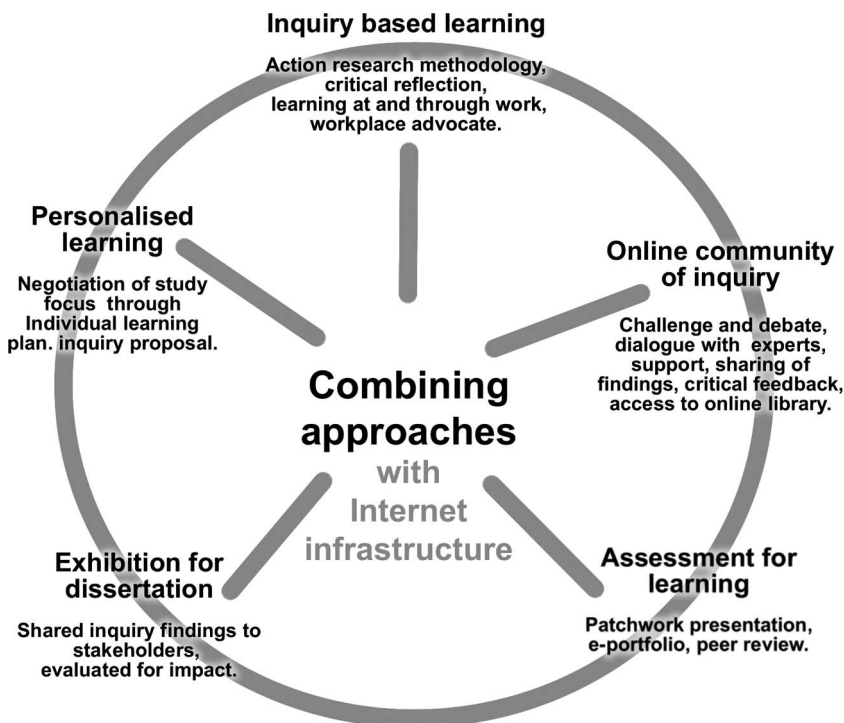 Inquiry based learning
Action research methodology,
critical reflection,
learning at and through work,
workplace advocate.
Personalised
learning
Negotiation of study
focus through
Individual learning
plan. inquiry proposal.
Online community
of inquiry
Challenge and debate,
dialogue with experts,
support, sharing of
findings, critical feedback,
access to online library.
Combining
approaches
with
Internet
infrastructure
Exhibition for
dissertation
Shared inquiry findings to
stakeholders,
evaluated for impact.
Assessment for
learning
Patchwork presentation,
e-portfolio, peer review.